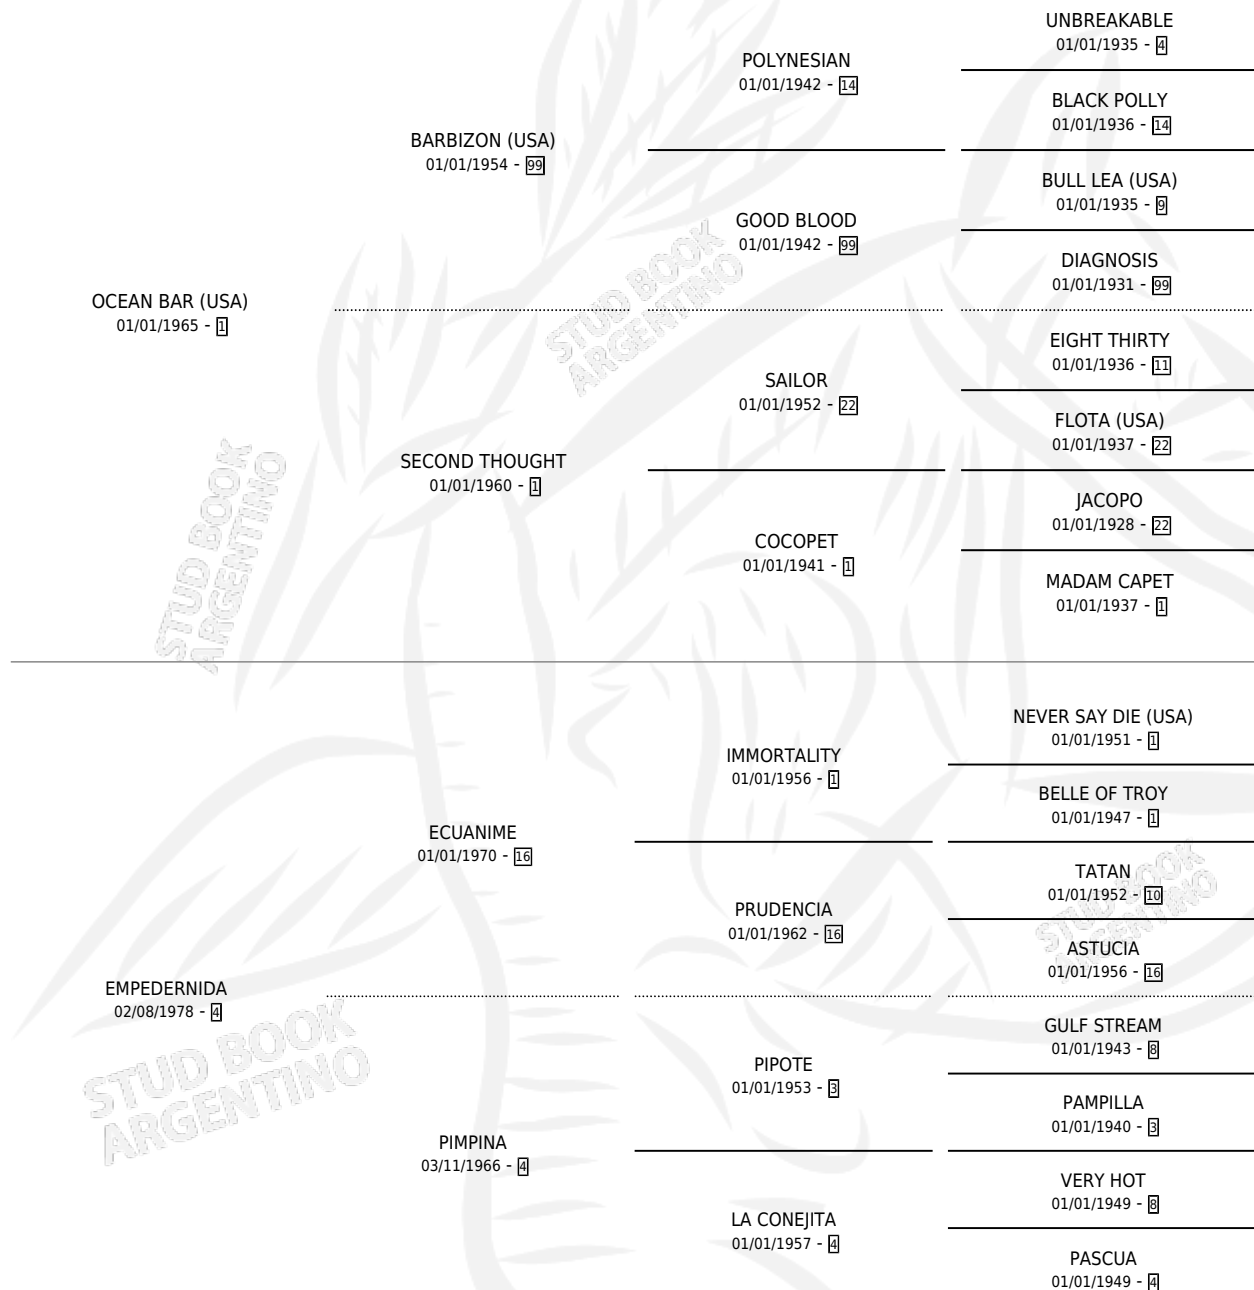 UNBREAKABLE
01/01/1935 - 4
POLYNESIAN
01/01/1942 - 14
BLACK POLLY
01/01/1936 - 14
BARBIZON (USA)
01/01/1954 - 99
BULL LEA (USA)
01/01/1935 - 9
GOOD BLOOD
01/01/1942 - 99
DIAGNOSIS
01/01/1931 - 99
OCEAN BAR (USA)
01/01/1965 - 1
EIGHT THIRTY
01/01/1936 - 11
SAILOR
01/01/1952 - 22
FLOTA (USA)
01/01/1937 - 22
SECOND THOUGHT
01/01/1960 - 1
JACOPO
01/01/1928 - 22
COCOPET
01/01/1941 - 1
MADAM CAPET
01/01/1937 - 1
NEVER SAY DIE (USA)
01/01/1951 - 1
IMMORTALITY
01/01/1956 - 1
BELLE OF TROY
01/01/1947 - 1
ECUANIME
01/01/1970 - 16
TATAN
01/01/1952 - 10
PRUDENCIA
01/01/1962 - 16
ASTUCIA
01/01/1956 - 16
EMPEDERNIDA
02/08/1978 - 4
GULF STREAM
01/01/1943 - 8
PIPOTE
01/01/1953 - 3
PAMPILLA
01/01/1940 - 3
PIMPINA
03/11/1966 - 4
VERY HOT
01/01/1949 - 8
LA CONEJITA
01/01/1957 - 4
PASCUA
01/01/1949 - 4
STUD BOOK
ARGENTINO
STUD BOOK
ARGENTINO
STUD BOOK
ARGENTINO
STUD BOOK
ARGENTINO